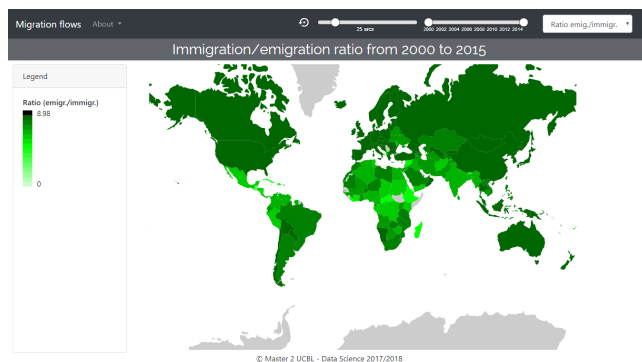 Migration flows
About
25 arcs
2000 2002 2004 2006 2008 2010 2012 2014
Ratio emig./immigr.
Immigration/emigration ratio from 2000 to 2015
Legend
Ratio (emigr./immigr.)
8.98
0
© Master 2 UCBL - Data Science 2017/2018